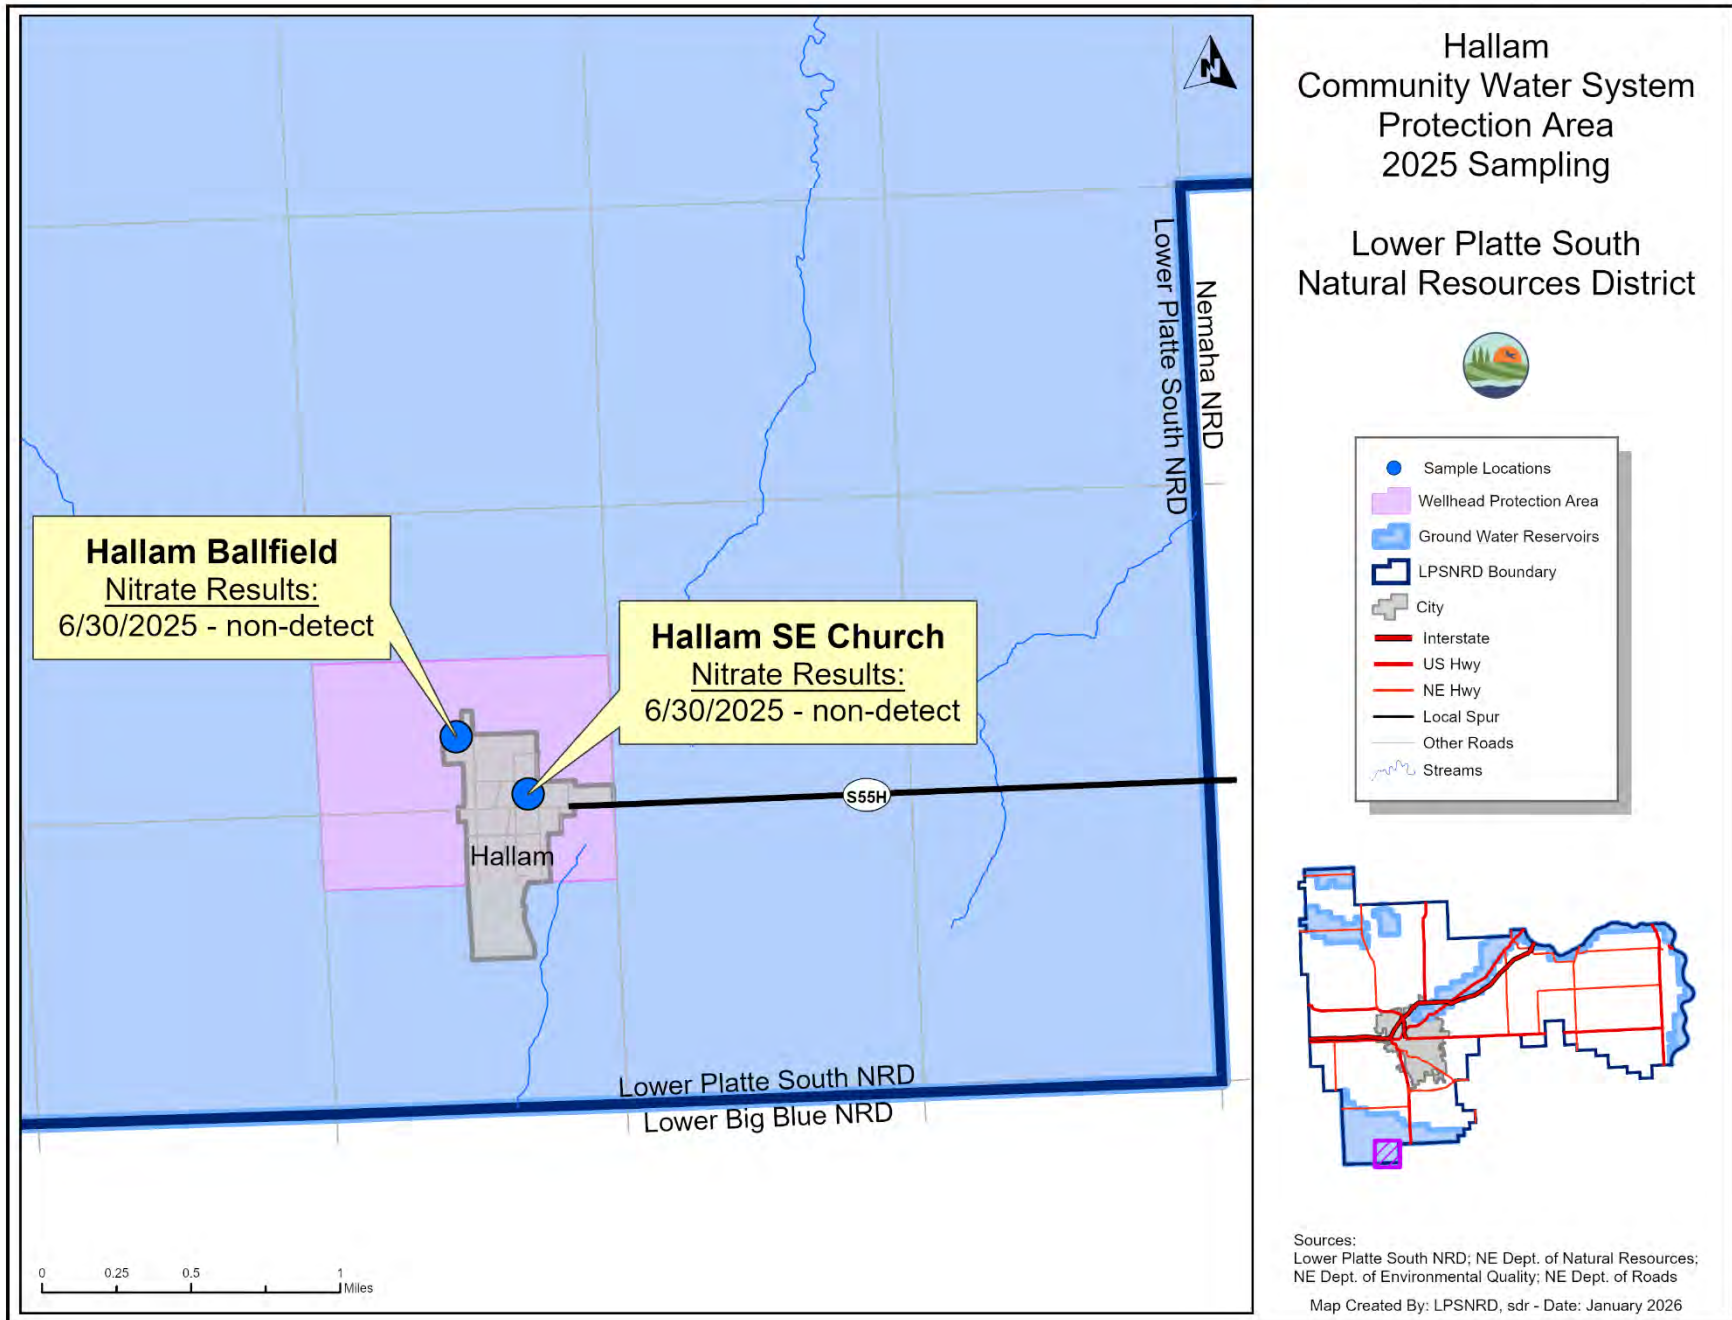 Hallam
Community Water System
Protection Area
2025 Sampling
Lower Platte South
Natural Resources District
N
Lower Platte South NRD
Nemaha NRD
Hallam Ballfield
Nitrate Results:
6/30/2025 - non-detect
Hallam SE Church
Nitrate Results:
6/30/2025 - non-detect
S55H
Hallam
Lower Platte South NRD
Lower Big Blue NRD
0 0.25 0.5 1
Miles
Sample Locations
Wellhead Protection Area
Ground Water Reservoirs
LPSNRD Boundary
City
Interstate
US Hwy
NE Hwy
Local Spur
Other Roads
Streams
Sources:
Lower Platte South NRD; NE Dept. of Natural Resources;
NE Dept. of Environmental Quality; NE Dept. of Roads
Map Created By: LPSNRD, sdr - Date: January 2026